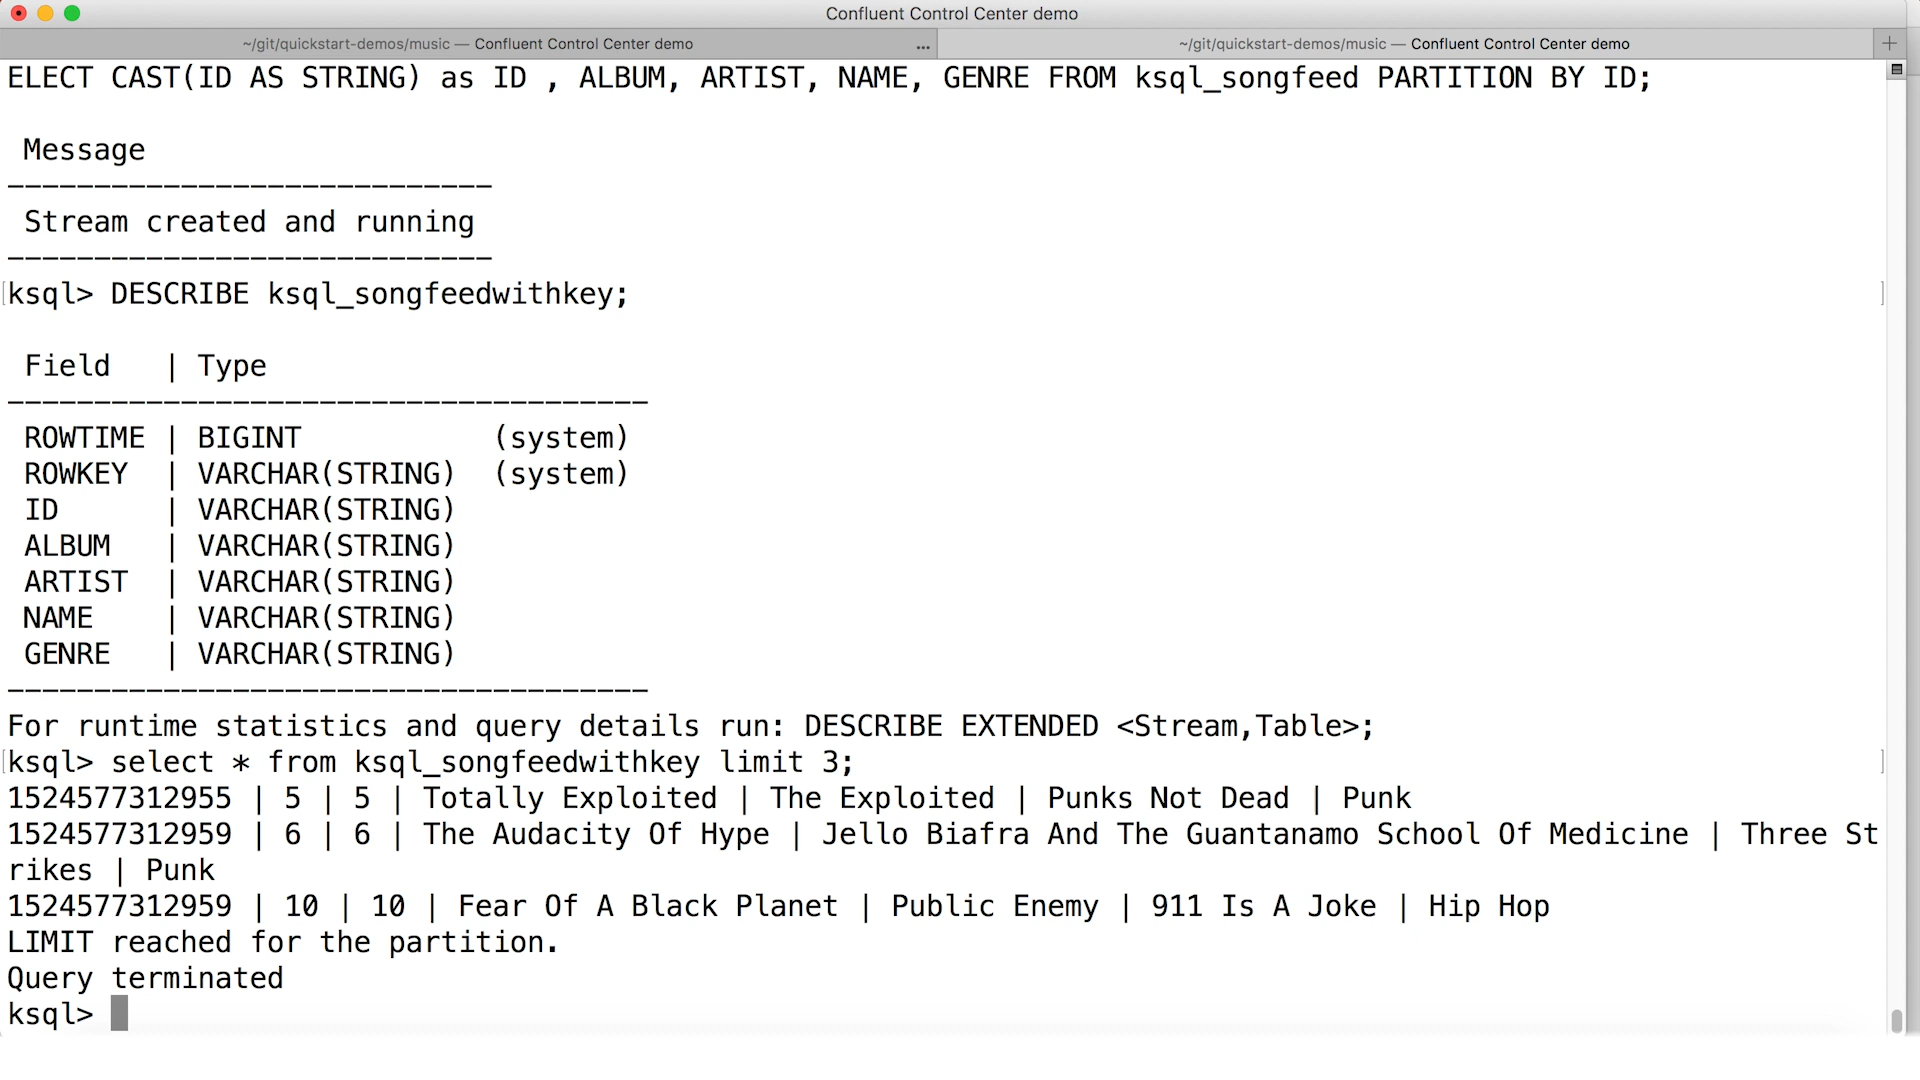 Confluent Control Center demo
~/git/quickstart-demos/music — Confluent Control Center demo ... ~/git/quickstart-demos/music — Confluent Control Center demo +
ELECT CAST(ID AS STRING) as ID , ALBUM, ARTIST, NAME, GENRE FROM ksql_songfeed PARTITION BY ID;
Message
----------------------------
Stream created and running
----------------------------
ksql> DESCRIBE ksql_songfeedwithkey;
Field   | Type
-------------------------------------
ROWTIME | BIGINT           (system)
ROWKEY  | VARCHAR(STRING)  (system)
ID      | VARCHAR(STRING)
ALBUM   | VARCHAR(STRING)
ARTIST  | VARCHAR(STRING)
NAME    | VARCHAR(STRING)
GENRE   | VARCHAR(STRING)
-------------------------------------
For runtime statistics and query details run: DESCRIBE EXTENDED <Stream,Table>;
ksql> select * from ksql_songfeedwithkey limit 3;
1524577312955 | 5 | 5 | Totally Exploited | The Exploited | Punks Not Dead | Punk
1524577312959 | 6 | 6 | The Audacity Of Hype | Jello Biafra And The Guantanamo School Of Medicine | Three St
rikes | Punk
1524577312959 | 10 | 10 | Fear Of A Black Planet | Public Enemy | 911 Is A Joke | Hip Hop
LIMIT reached for the partition.
Query terminated
ksql>